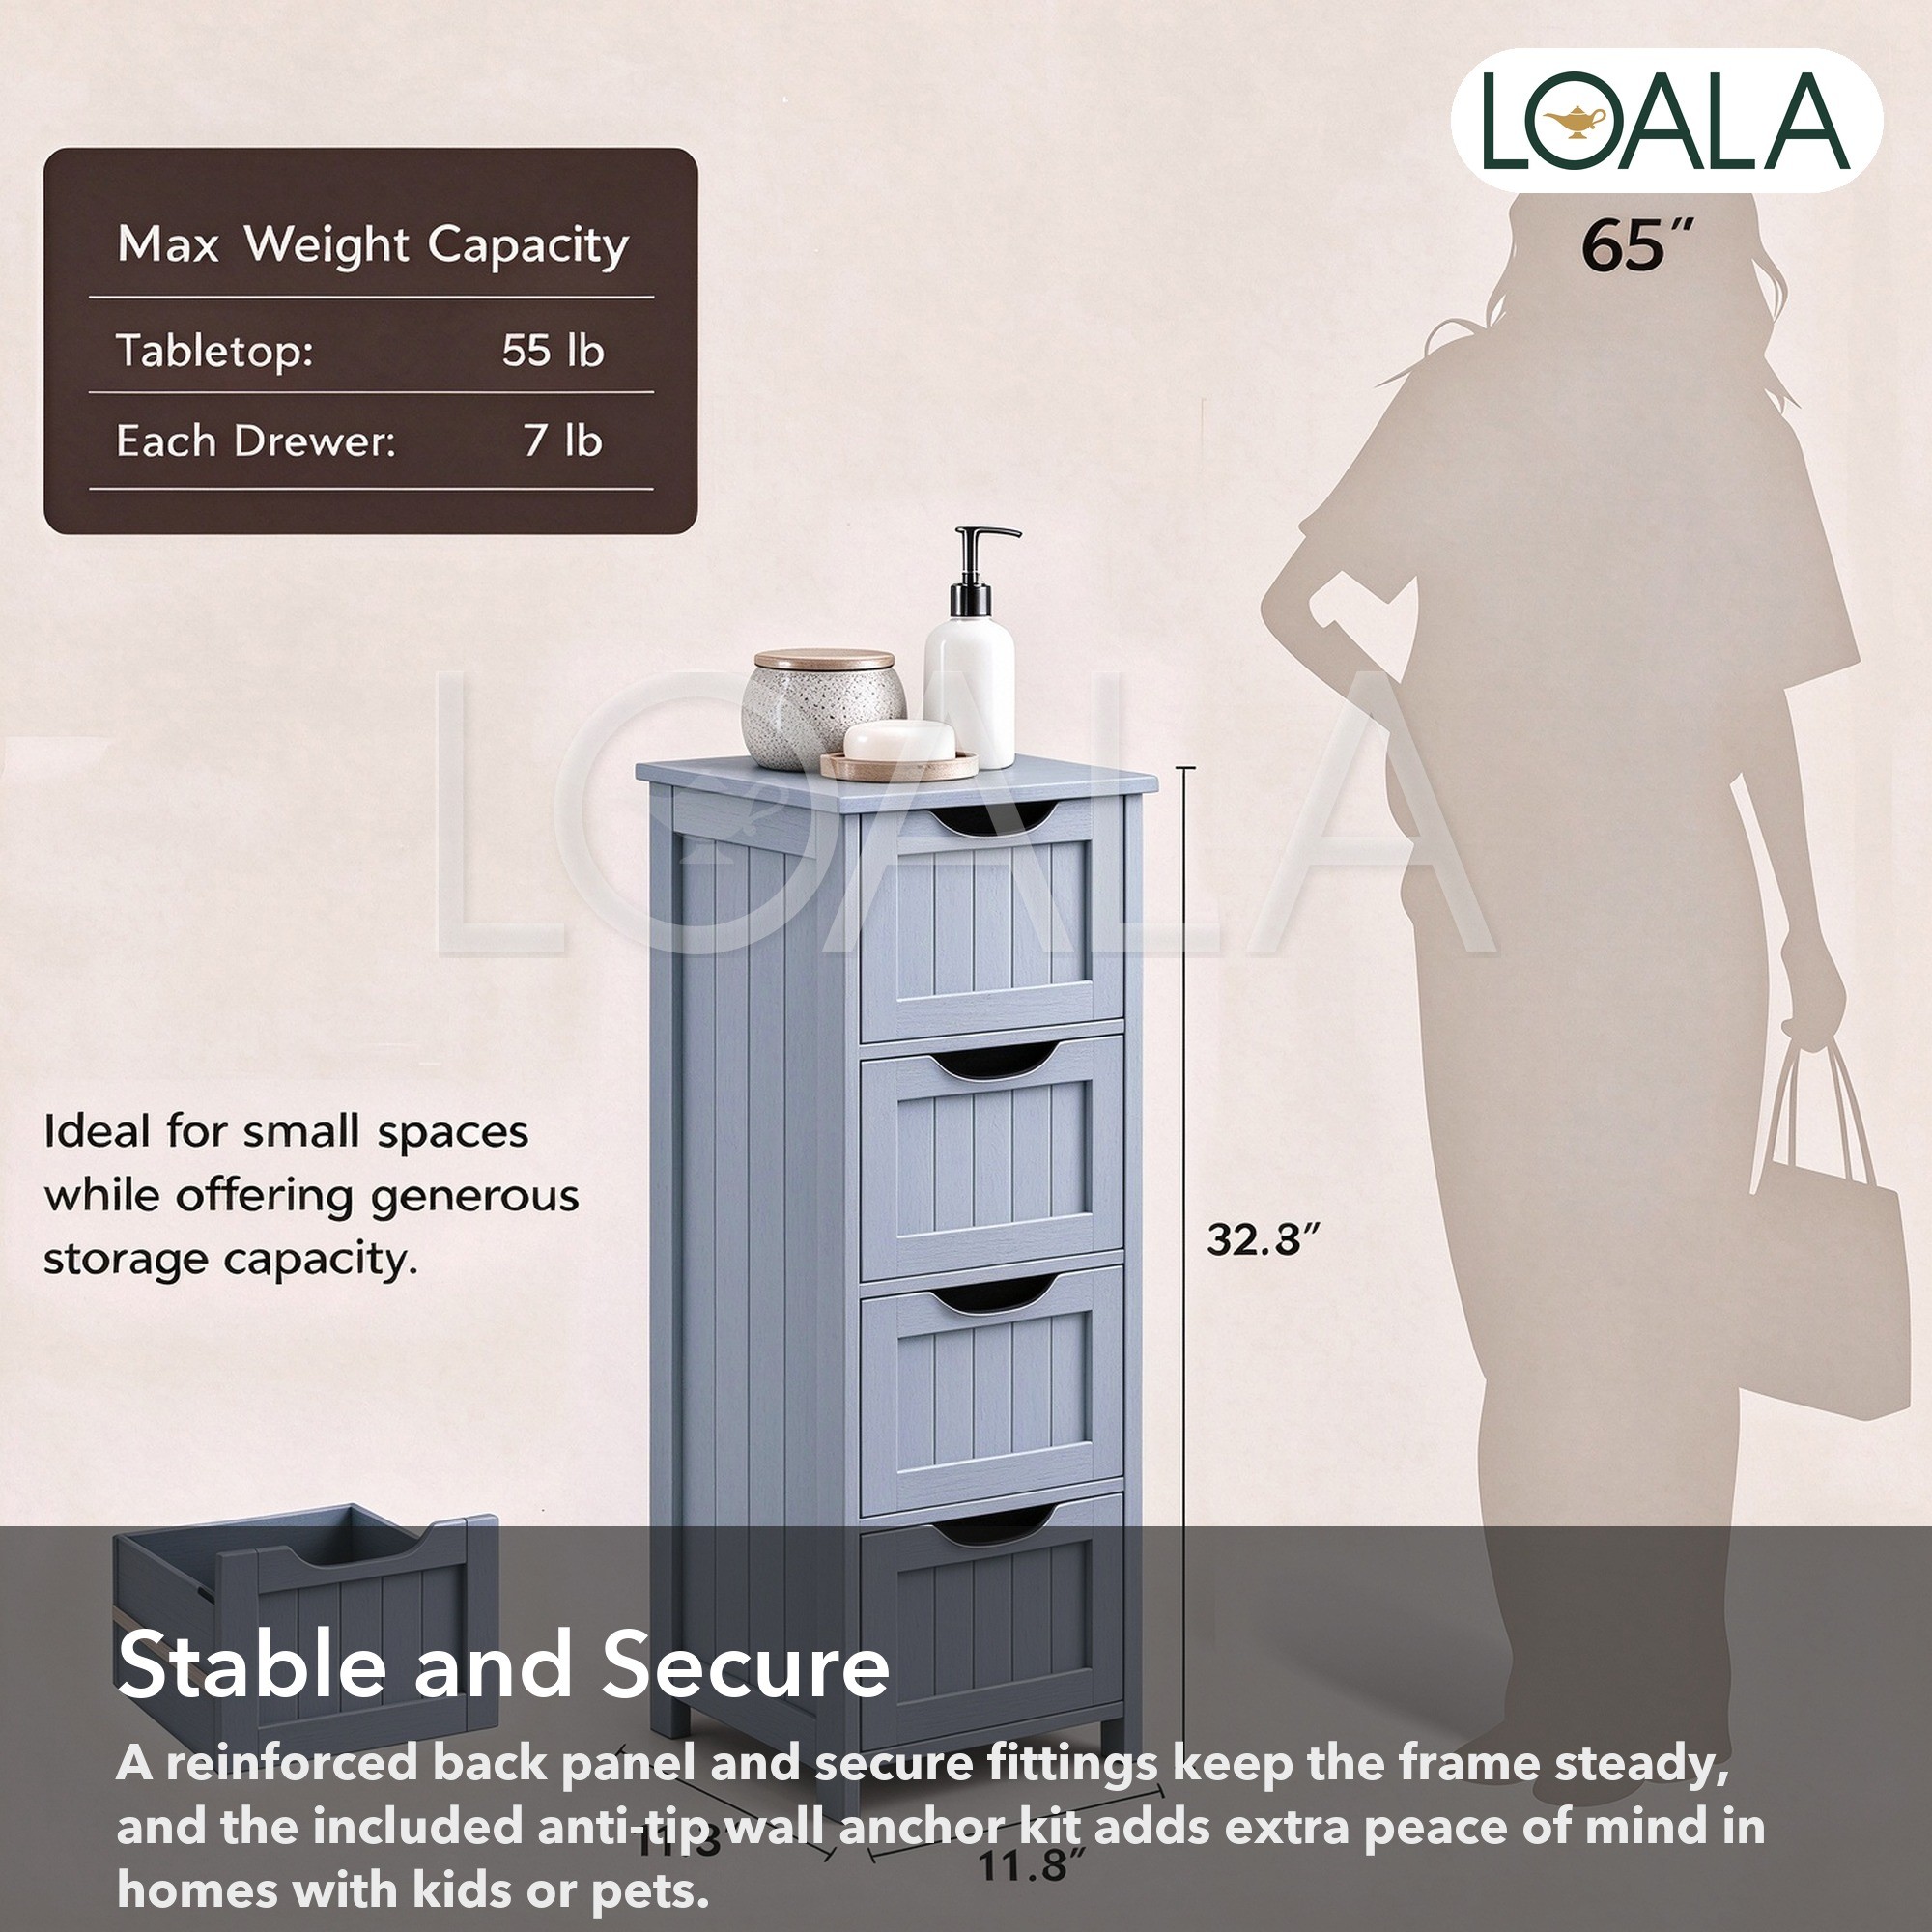 LOALA
65″
Max Weight Capacity
Tabletop: 55 lb
Each Drewer: 7 lb
LOALA
Ideal for small spaces
while offering generous
storage capacity.
32.8″
Stable and Secure
A reinforced back panel and secure fittings keep the frame steady,
and the included anti-tip wall anchor kit adds extra peace of mind in
homes with kids or pets.
11.8″